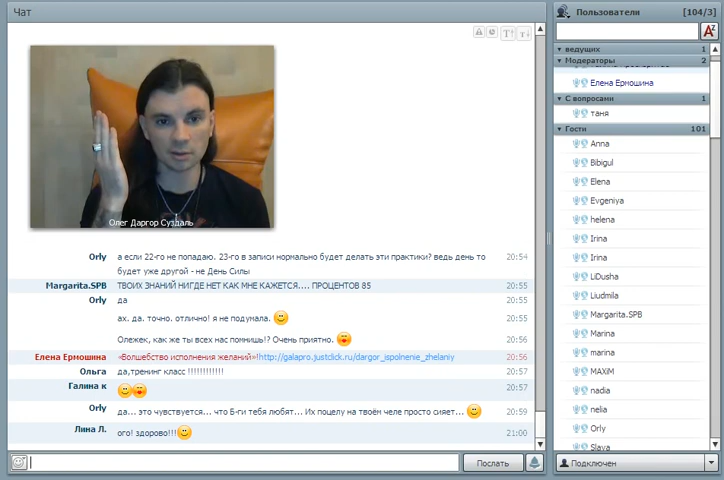 Чат
Олег Даргор Суздаль
Orly а если 22-го не попадаю. 23-го в записи нормально будет делать эти практики? ведь день то 20:54
будет уже другой - не День Силы
Margarita.SPB ТВОИХ ЗНАНИЙ НИГДЕ НЕТ КАК МНЕ КАЖЕТСЯ.... ПРОЦЕНТОВ 85 20:55
Orly да 20:55
ах. да. точно. отлично! я не подунала. 20:55
Олежек, как же ты всех нас помнишь!? Очень приятно. 20:56
Елена Ермошина «Волшебство исполнения желаний»!http://galapro.justclick.ru/dargor_ispolnenie_zhelaniy 20:56
Ольга да,тренинг класс !!!!!!!!!!!! 20:57
Галина к 20:57
Orly да... это чувствуется... что Б-ги тебя любят... Их поцелу на твоём челе просто сияет... 20:59
Лина Л. ого! здорово!!! 21:00
Послать
Пользователи [104/3]
ведущих 1
Модераторы 2
Елена Ермошина
С вопросами 1
таня
Гости 101
Anna
Bibigul
Elena
Evgeniya
helena
Irina
Irina
LiDusha
Liudmila
Margarita.SPB
Marina
marina
MAXiM
nadia
nelia
Orly
Slava
Подключен